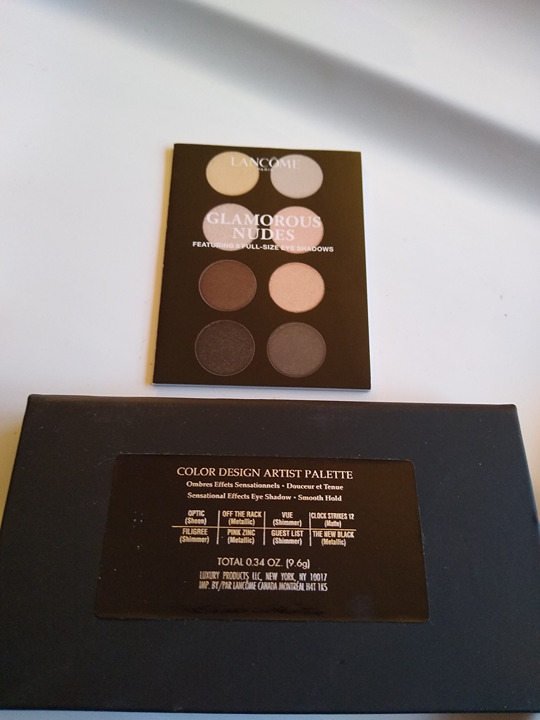 LANCÔME
PARIS
GLAMOROUS
NUDES
FEATURING 8 FULL-SIZE EYE SHADOWS
COLOR DESIGN ARTIST PALETTE
Ombres Effets Sensationnels • Douceur et Tenue
Sensational Effects Eye Shadow • Smooth Hold
OPTIC OFF THE RACK VUE CLOCK STRIKES 12
(Sheen) (Metallic) (Shimmer) (Matte)
FILIGREE PINK ZINC GUEST LIST THE NEW BLACK
(Shimmer) (Metallic) (Shimmer) (Metallic)
TOTAL 0.34 OZ. (9.6g)
LUXURY PRODUCTS LLC, NEW YORK, NY 10017
IMP. BY/PAR LANCÔME CANADA MONTRÉAL H4T 1K5